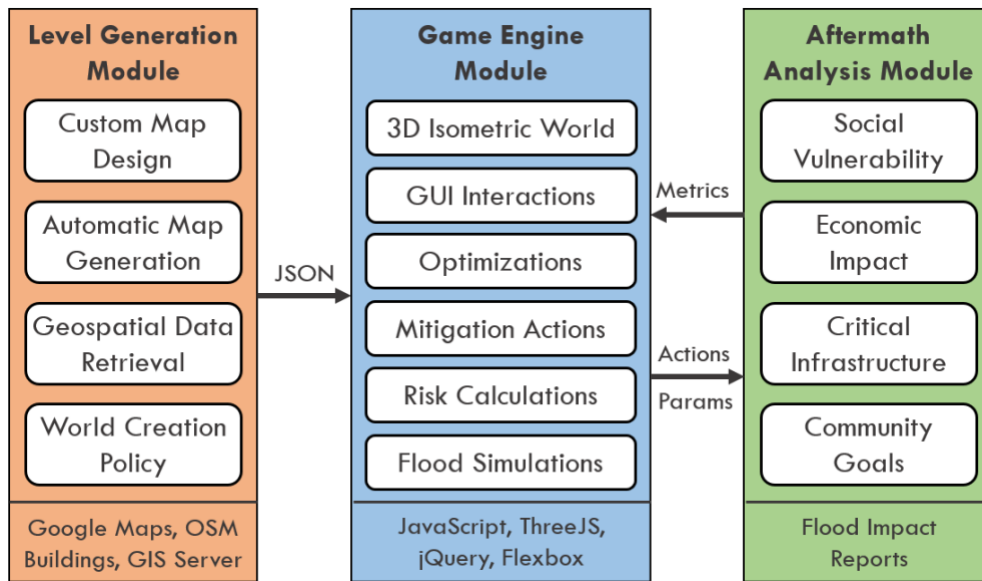 Level Generation
Module
Custom Map
Design
Automatic Map
Generation
Geospatial Data
Retrieval
World Creation
Policy
Google Maps, OSM
Buildings, GIS Server
JSON
Game Engine
Module
3D Isometric World
GUI Interactions
Optimizations
Mitigation Actions
Risk Calculations
Flood Simulations
JavaScript, ThreeJS,
jQuery, Flexbox
Metrics
Actions
Params
Aftermath
Analysis Module
Social
Vulnerability
Economic
Impact
Critical
Infrastructure
Community
Goals
Flood Impact
Reports